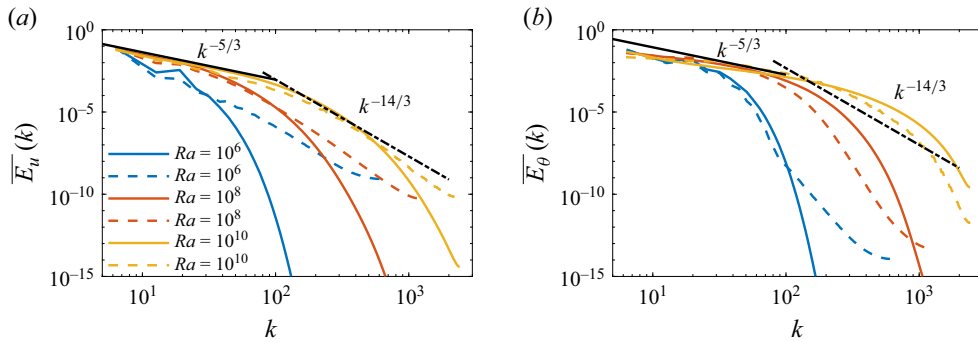 (a)
10^0
10^−5
10^−10
10^−15
\overline{E_u}(k)
k^−5/3
k^−14/3
Ra = 10^6
Ra = 10^6
Ra = 10^8
Ra = 10^8
Ra = 10^10
Ra = 10^10
10^1 10^2 10^3
k
(b)
10^0
10^−5
10^−10
10^−15
\overline{E_θ}(k)
k^−5/3
k^−14/3
10^1 10^2 10^3
k